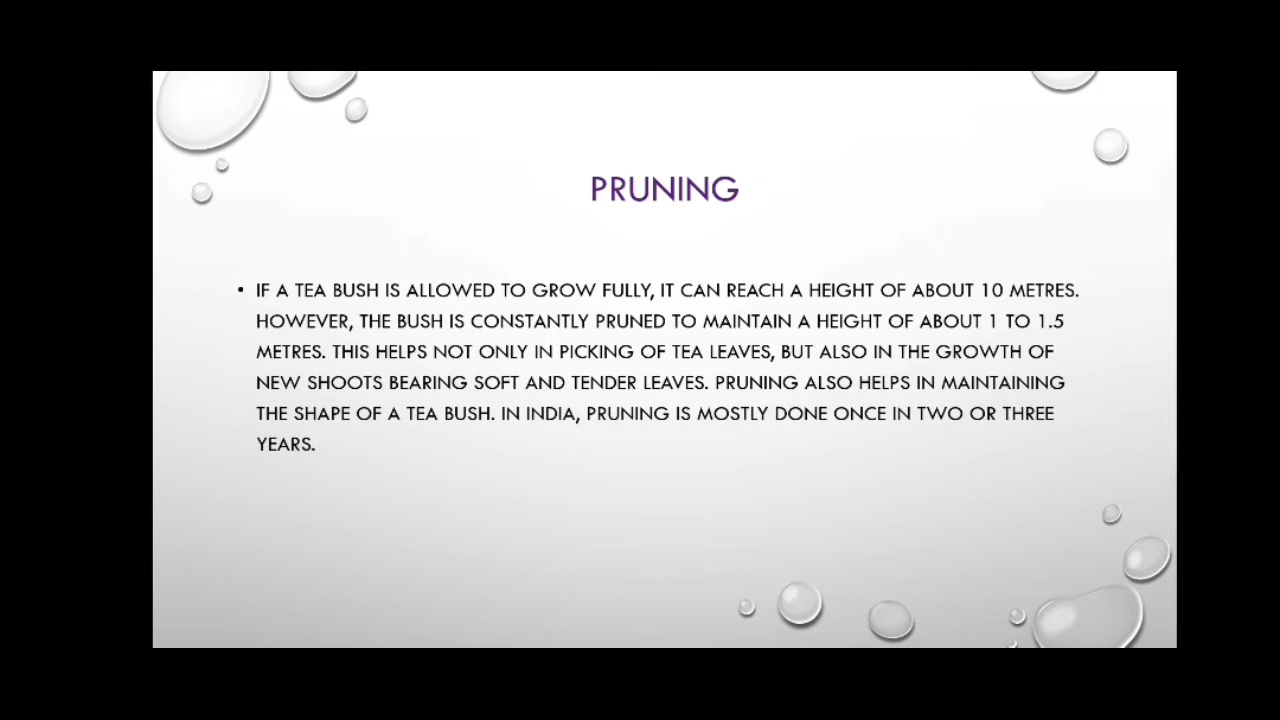 PRUNING
• IF A TEA BUSH IS ALLOWED TO GROW FULLY, IT CAN REACH A HEIGHT OF ABOUT 10 METRES.
HOWEVER, THE BUSH IS CONSTANTLY PRUNED TO MAINTAIN A HEIGHT OF ABOUT 1 TO 1.5
METRES. THIS HELPS NOT ONLY IN PICKING OF TEA LEAVES, BUT ALSO IN THE GROWTH OF
NEW SHOOTS BEARING SOFT AND TENDER LEAVES. PRUNING ALSO HELPS IN MAINTAINING
THE SHAPE OF A TEA BUSH. IN INDIA, PRUNING IS MOSTLY DONE ONCE IN TWO OR THREE
YEARS.